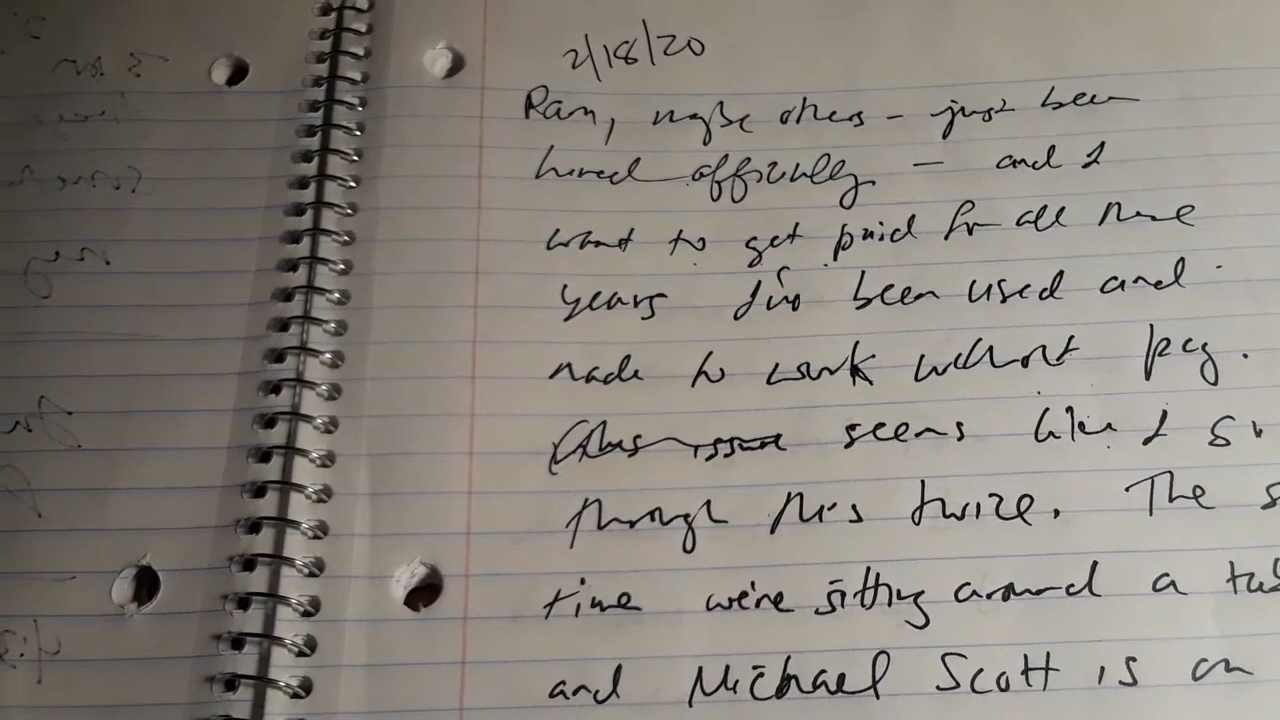 2/18/20
Pam, maybe others - just been
hired officially - and I
want to get paid for all these
years I've been used and
made to work without pay.
seems like I
through this twice. The
time we're sitting around a
and Michael Scott is on